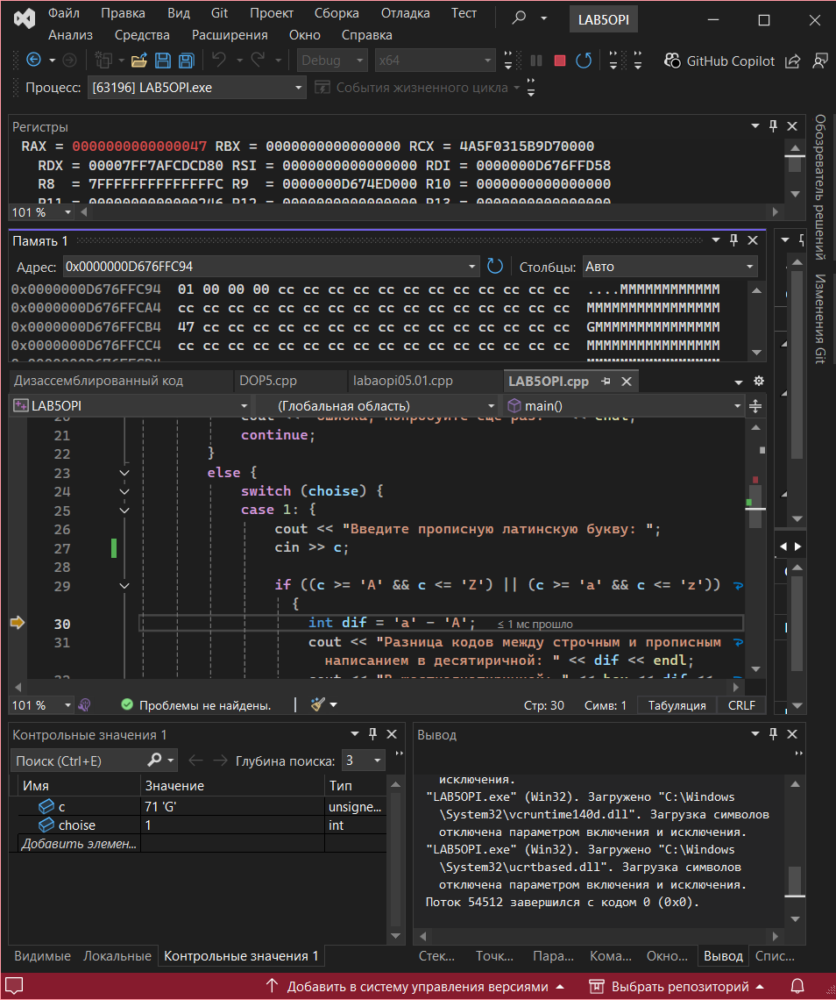 Файл Правка Вид Git Проект Сборка Отладка Тест
Анализ Средства Расширения Окно Справка
LAB5OPI
Debug x64 GitHub Copilot
Процесс: [63196] LAB5OPI.exe События жизненного цикла
Регистры
RAX = 0000000000000047 RBX = 0000000000000000 RCX = 4A5F0315B9D70000
RDX = 00007FF7AFCDCD80 RSI = 0000000000000000 RDI = 0000000D676FFD58
R8 = 7FFFFFFFFFFFFFFC R9 = 0000000D674ED000 R10 = 0000000000000000
R11 = 0000000000000246 R12 = 0000000000000000 R13 = 0000000000000000
101 %
Память 1
Адрес: 0x0000000D676FFC94 Столбцы: Авто
0x0000000D676FFC94 01 00 00 00 cc cc cc cc cc cc cc cc cc cc cc cc ....MMMMMMMMMMMM
0x0000000D676FFCA4 cc cc cc cc cc cc cc cc cc cc cc cc cc cc cc cc MMMMMMMMMMMMMMMM
0x0000000D676FFCB4 47 cc cc cc cc cc cc cc cc cc cc cc cc cc cc cc GMMMMMMMMMMMMMMM
0x0000000D676FFCC4 cc cc cc cc cc cc cc cc cc cc cc cc cc cc cc cc MMMMMMMMMMMMMMMM
Обозреватель решений
Изменения Git
Дизассемблированный код DOP5.cpp labaopi05.01.cpp LAB5OPI.cpp
LAB5OPI (Глобальная область) main()
21 continue;
22 }
23 else {
24 switch (choise) {
25 case 1: {
26 cout << "Введите прописную латинскую букву: ";
27 cin >> c;
28
29 if ((c >= 'A' && c <= 'Z') || (c >= 'a' && c <= 'z'))
{
30 int dif = 'a' - 'A'; ≤ 1 мс прошло
31 cout << "Разница кодов между строчным и прописным
написанием в десятиричной: " << dif << endl;
101 % Проблемы не найдены. Стр: 30 Симв: 1 Табуляция CRLF
Контрольные значения 1
Поиск (Ctrl+E) Глубина поиска: 3
Имя Значение Тип
c 71 'G' unsigne...
choise 1 int
Добавить элемен...
Видимые Локальные Контрольные значения 1
Вывод
исключения.
"LAB5OPI.exe" (Win32). Загружено "C:\Windows
\System32\vcruntime140d.dll". Загрузка символов
отключена параметром включения и исключения.
"LAB5OPI.exe" (Win32). Загружено "C:\Windows
\System32\ucrtbased.dll". Загрузка символов
отключена параметром включения и исключения.
Поток 54512 завершился с кодом 0 (0x0).
Стек... Точк... Пара... Кома... Окно... Вывод Спис...
Добавить в систему управления версиями Выбрать репозиторий